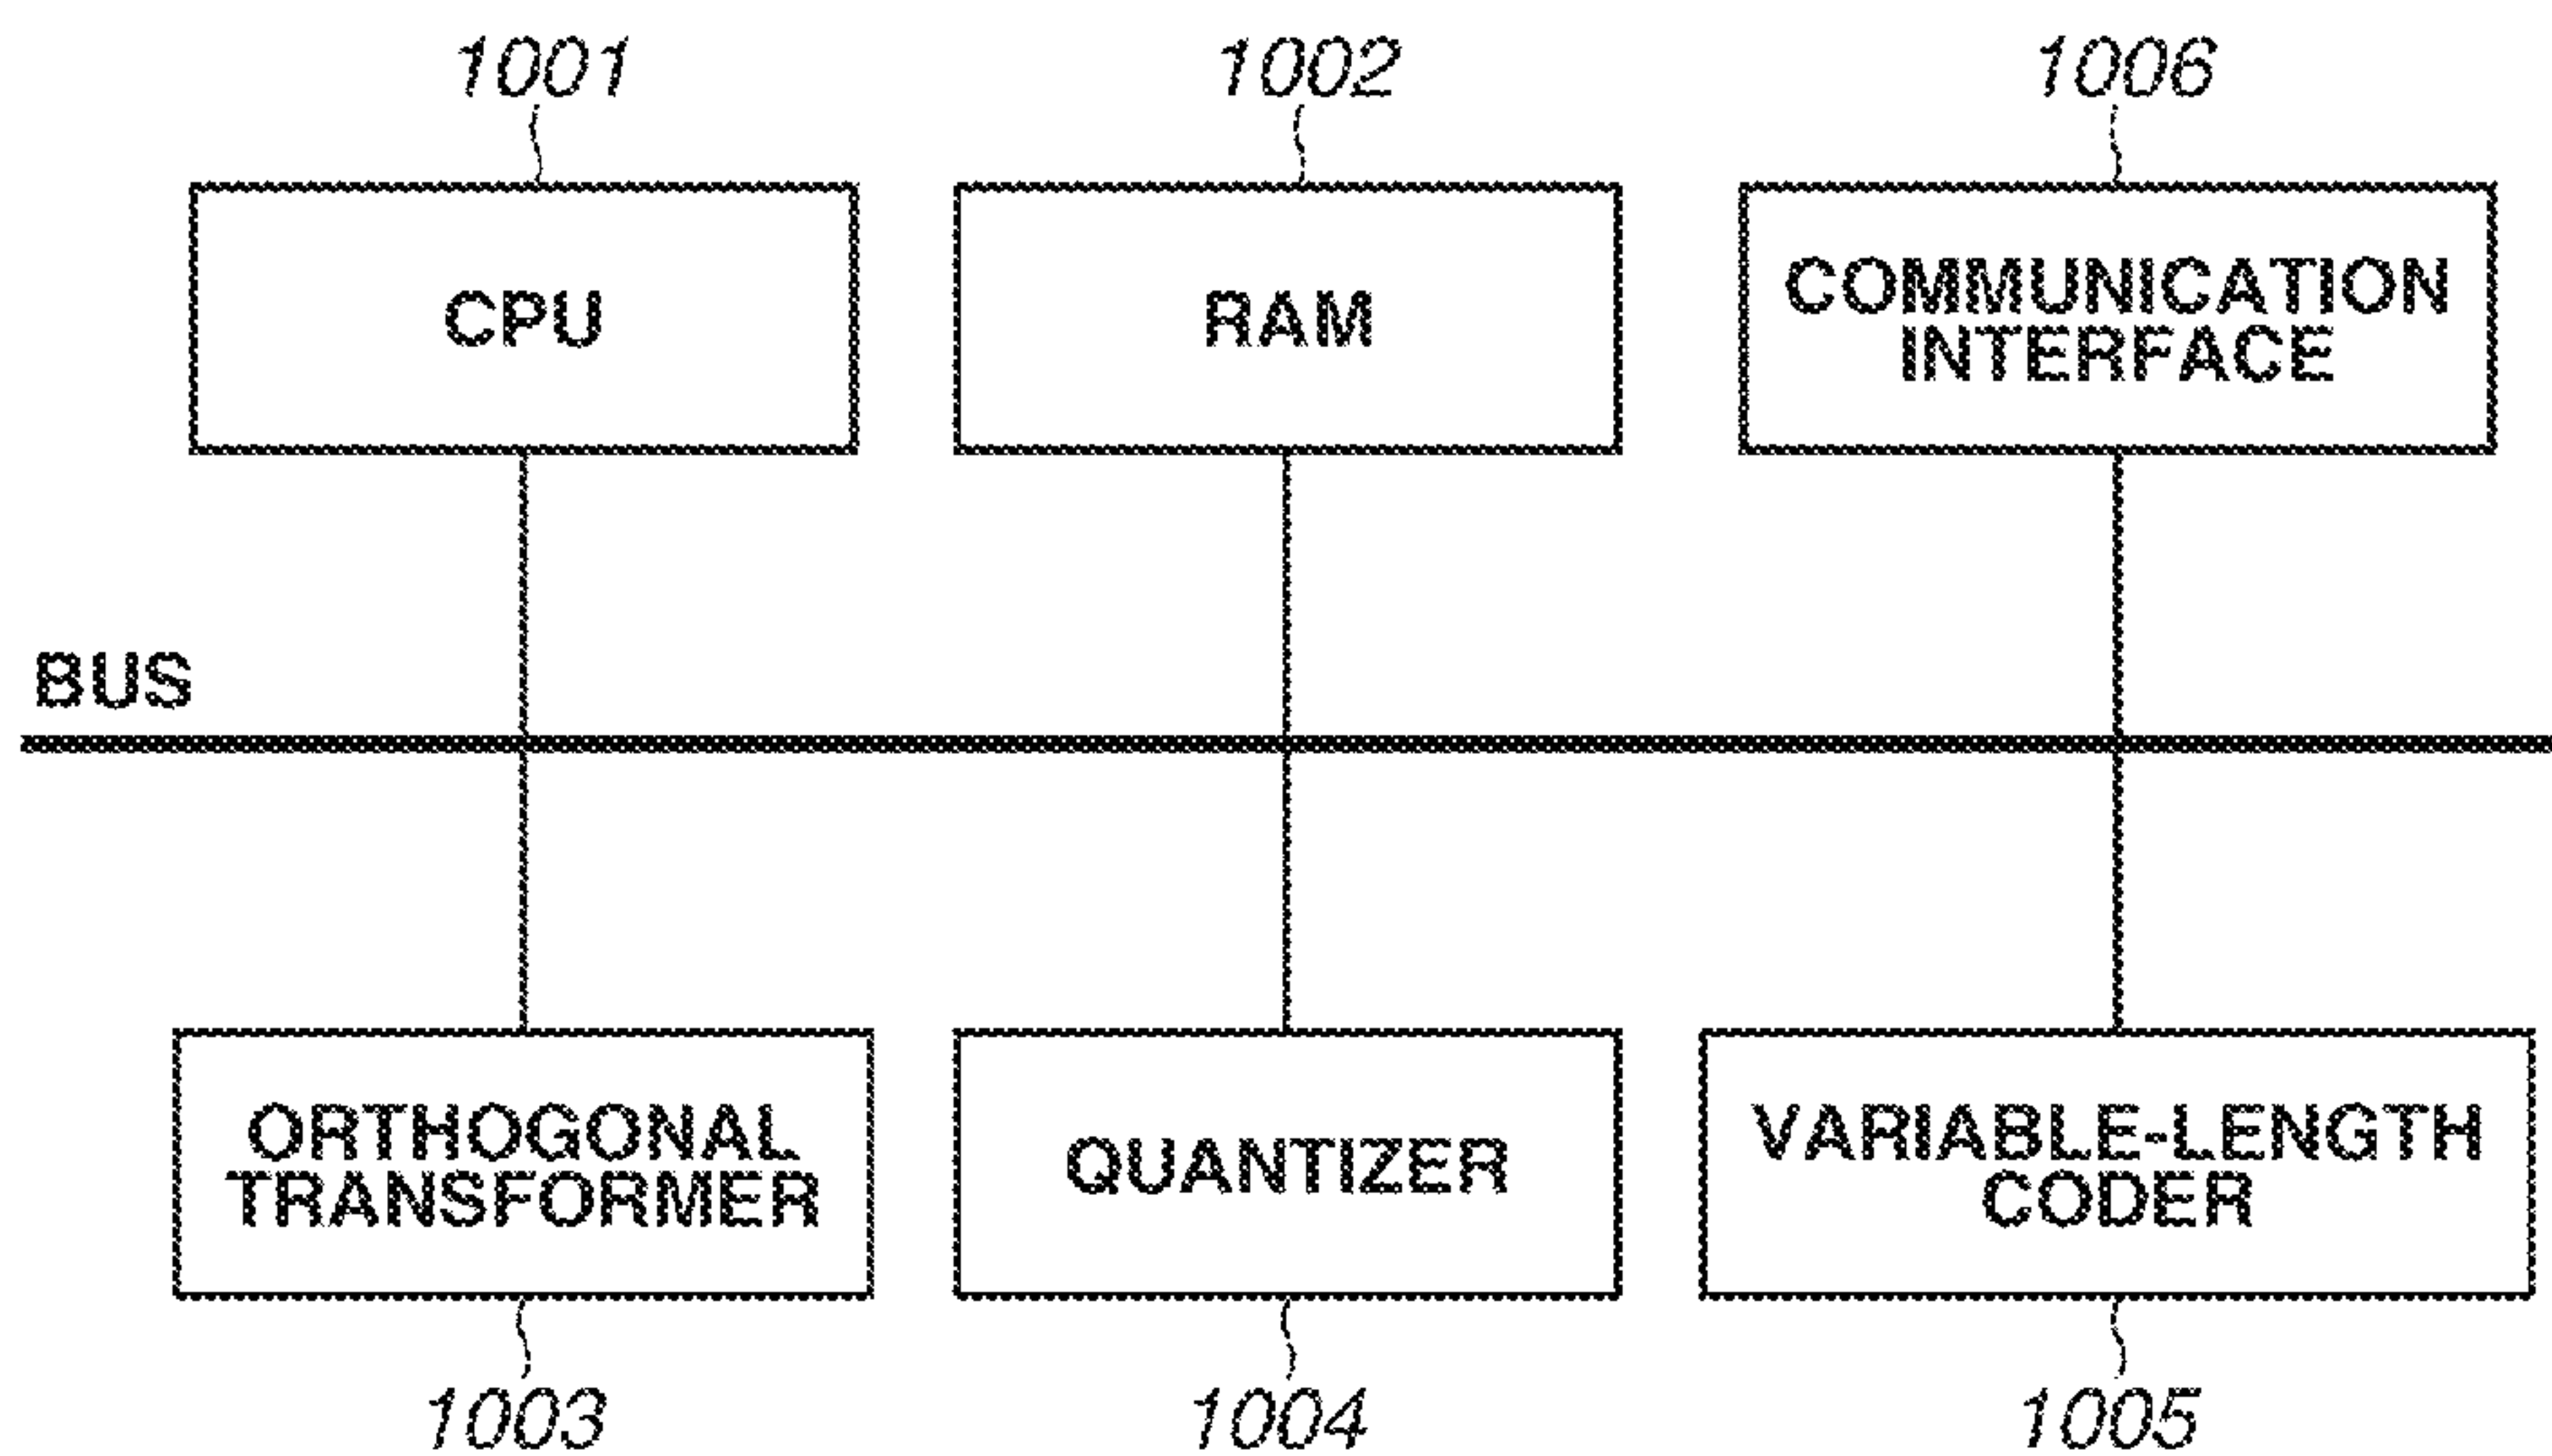 1001
1002
1006
CPU
RAM
COMMUNICATION
INTERFACE
BUS
ORTHOGONAL
TRANSFORMER
QUANTIZER
VARIABLE-LENGTH
CODER
1003
1004
1005